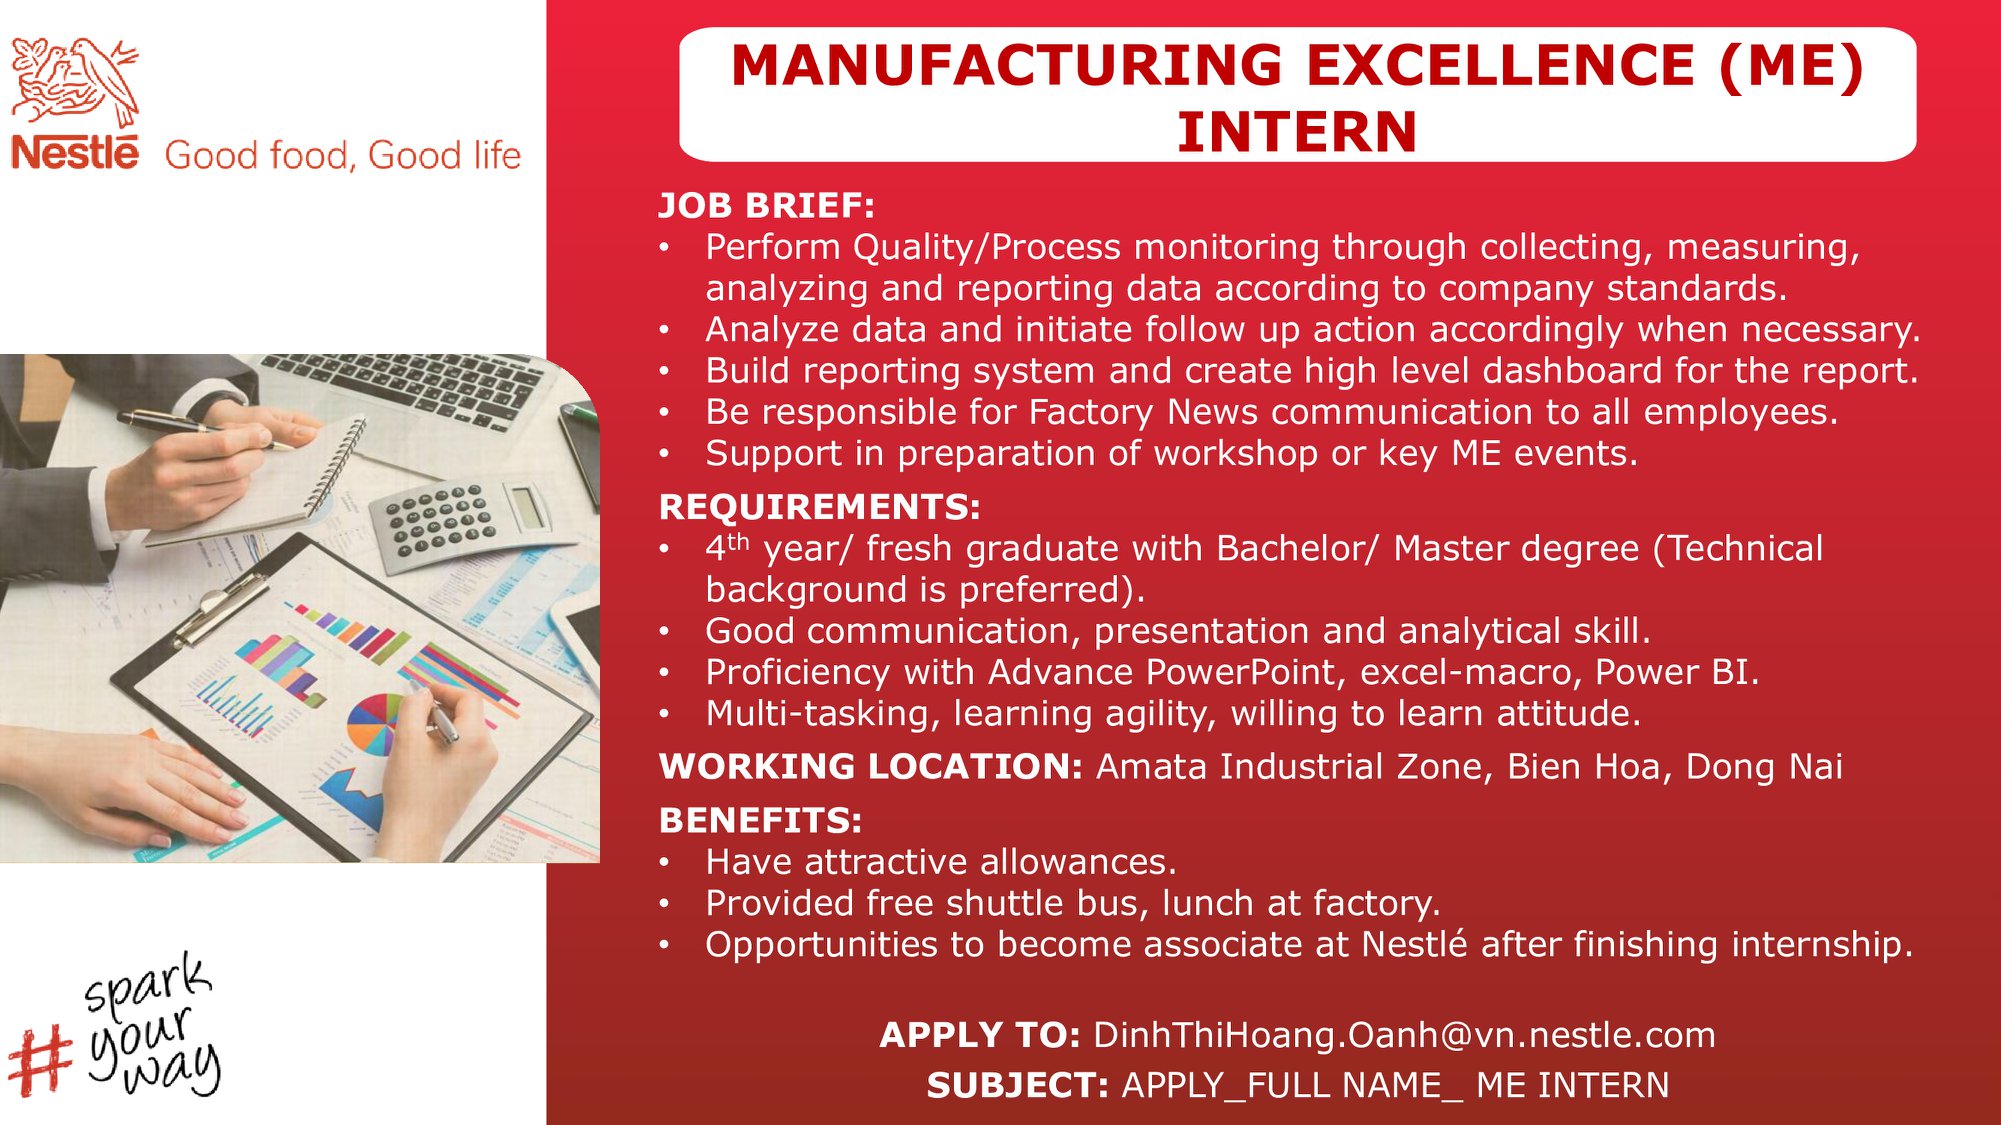 Nestlé Good food, Good life
MANUFACTURING EXCELLENCE (ME)
INTERN
JOB BRIEF:
• Perform Quality/Process monitoring through collecting, measuring,
analyzing and reporting data according to company standards.
• Analyze data and initiate follow up action accordingly when necessary.
• Build reporting system and create high level dashboard for the report.
• Be responsible for Factory News communication to all employees.
• Support in preparation of workshop or key ME events.
REQUIREMENTS:
• 4th year/ fresh graduate with Bachelor/ Master degree (Technical
background is preferred).
• Good communication, presentation and analytical skill.
• Proficiency with Advance PowerPoint, excel-macro, Power BI.
• Multi-tasking, learning agility, willing to learn attitude.
WORKING LOCATION: Amata Industrial Zone, Bien Hoa, Dong Nai
BENEFITS:
• Have attractive allowances.
• Provided free shuttle bus, lunch at factory.
• Opportunities to become associate at Nestlé after finishing internship.
APPLY TO: DinhThiHoang.Oanh@vn.nestle.com
SUBJECT: APPLY_FULL NAME_ ME INTERN
#spark
your
way